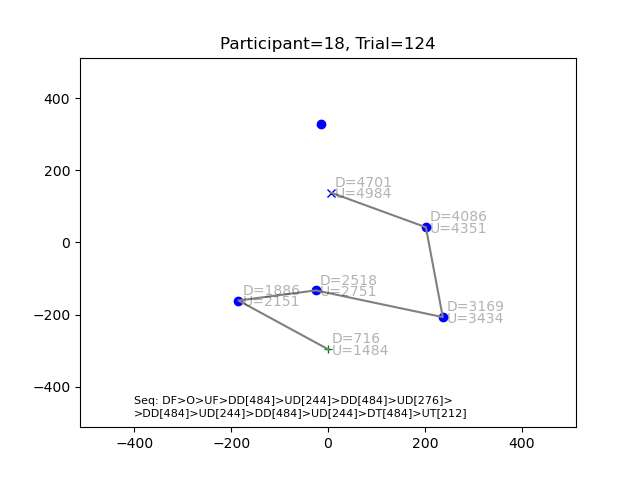 Participant=18, Trial=124
400
200
0
−200
−400
D=4701
U=4984
D=4086
U=4351
D=2518
U=2751
D=1886
U=2151
D=3169
U=3434
D=716
U=1484
Seq: DF>O>UF>DD[484]>UD[244]>DD[484]>UD[276]>
>DD[484]>UD[244]>DD[484]>UD[244]>DT[484]>UT[212]
−400 −200 0 200 400